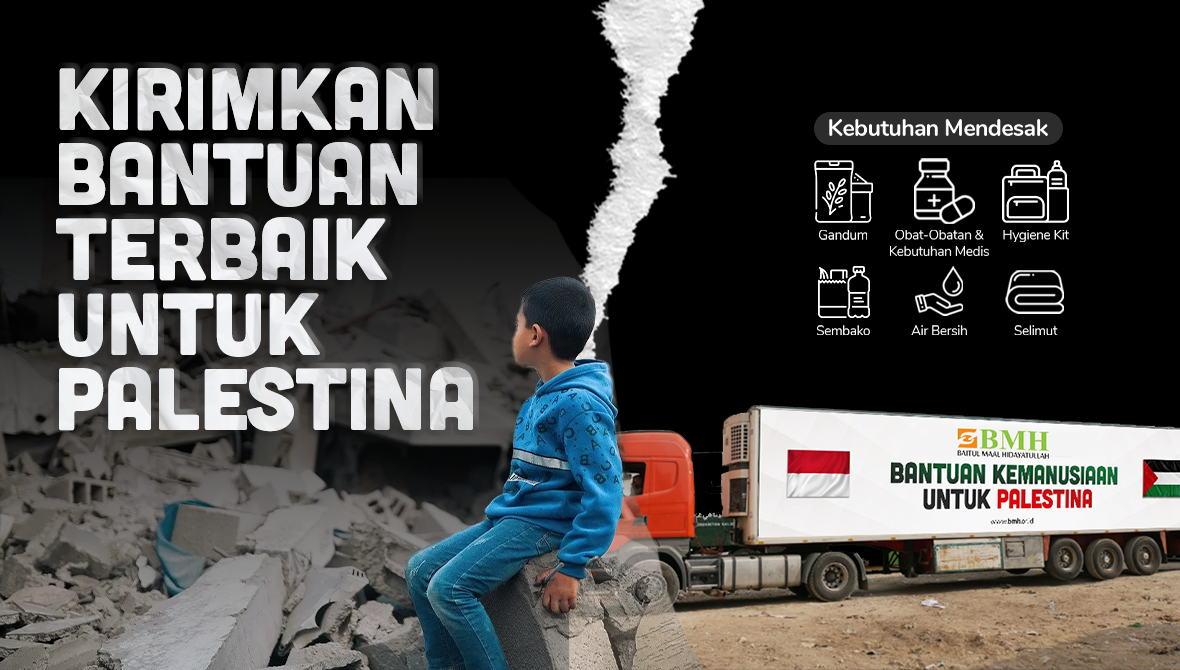 KIRIMKAN
BANTUAN
TERBAIK
UNTUK
PALESTINA
Kebutuhan Mendesak
Gandum
Obat-Obatan &
Kebutuhan Medis
Hygiene Kit
Sembako
Air Bersih
Selimut
BMH
BAITUL MAAL HIDAYATULLAH
BANTUAN KEMANUSIAAN
UNTUK PALESTINA
www.bmh.or.id